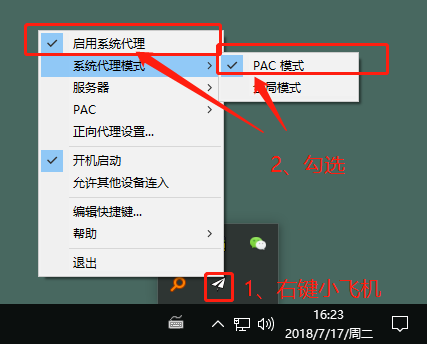 启用系统代理
系统代理模式
PAC 模式
服务器
全局模式
PAC
正向代理设置...
开机启动
2、勾选
允许其他设备连入
编辑快捷键...
帮助
退出
1、右键小飞机
16:23
2018/7/17/周二